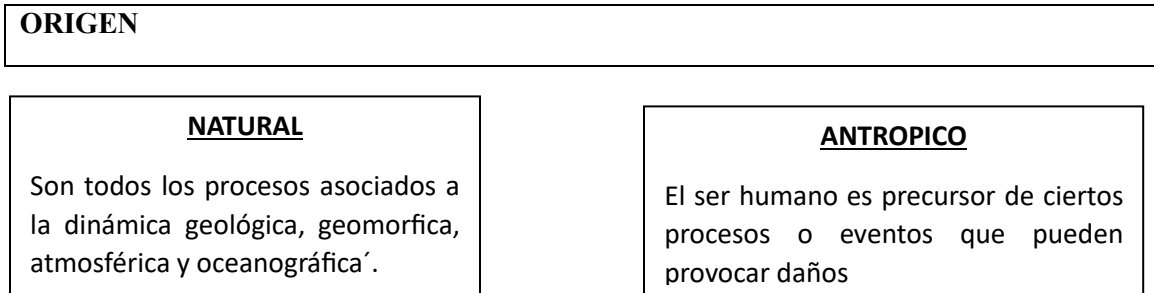 ORIGEN
NATURAL
Son todos los procesos asociados a
la dinámica geológica, geomorfica,
atmosférica y oceanográfica´.
ANTROPICO
El ser humano es precursor de ciertos
procesos o eventos que pueden
provocar daños